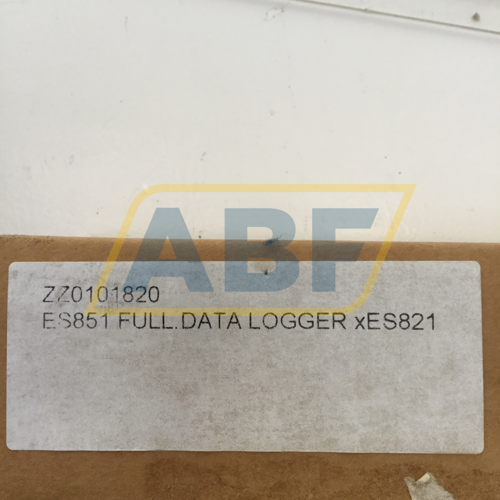 ABF
ZZ0101820
ES851 FULL.DATA LOGGER xES821